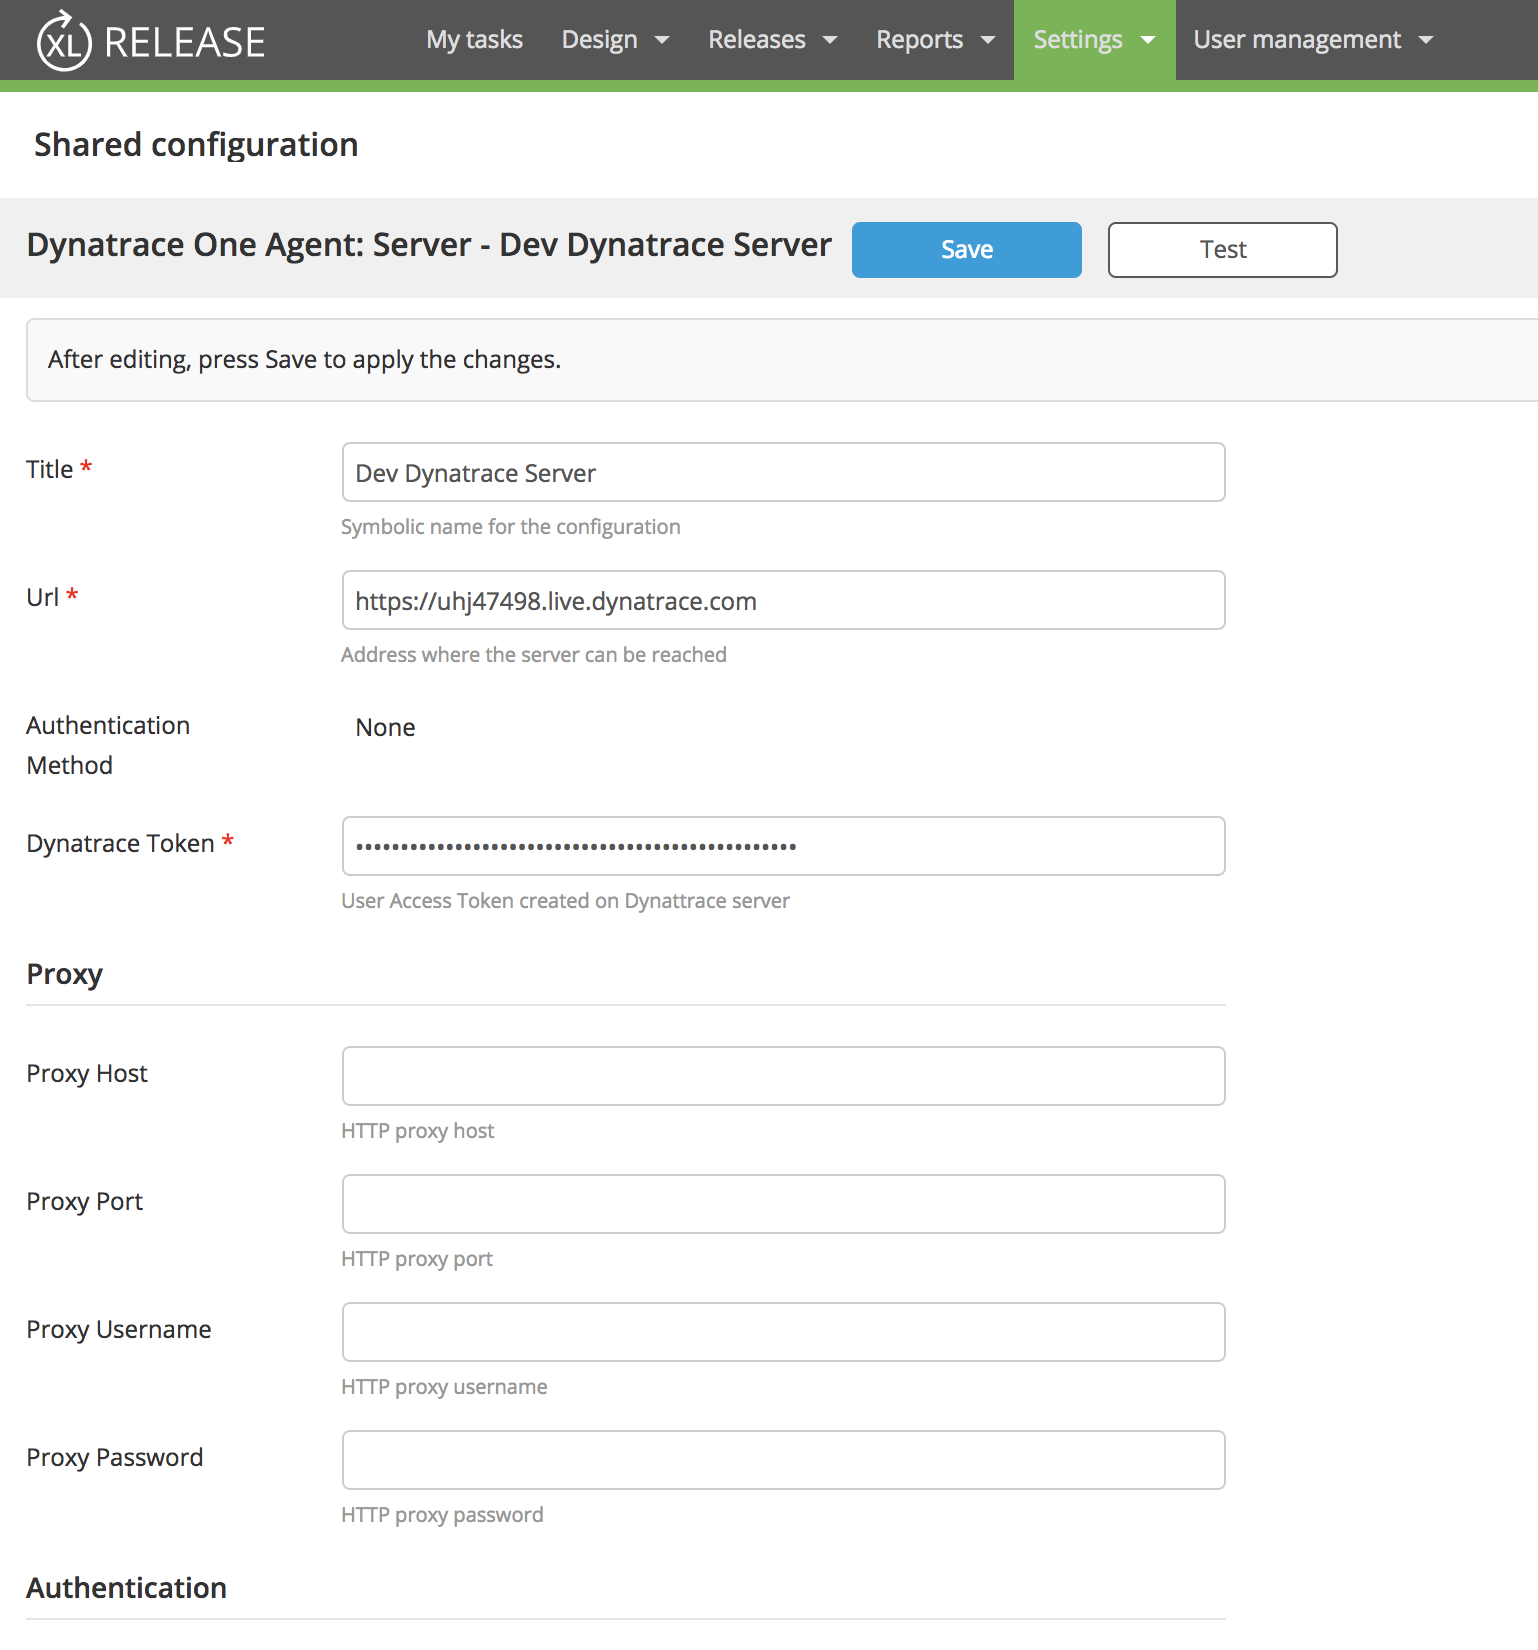 XL RELEASE My tasks Design Releases Reports Settings User management
Shared configuration
Dynatrace One Agent: Server - Dev Dynatrace Server Save Test
After editing, press Save to apply the changes.
Title * Dev Dynatrace Server
Symbolic name for the configuration
Url * https://uhj47498.live.dynatrace.com
Address where the server can be reached
Authentication None
Method
Dynatrace Token * •••••••••••••••••••••••••••••••••••••••••••••••••
User Access Token created on Dynattrace server
Proxy
Proxy Host
HTTP proxy host
Proxy Port
HTTP proxy port
Proxy Username
HTTP proxy username
Proxy Password
HTTP proxy password
Authentication